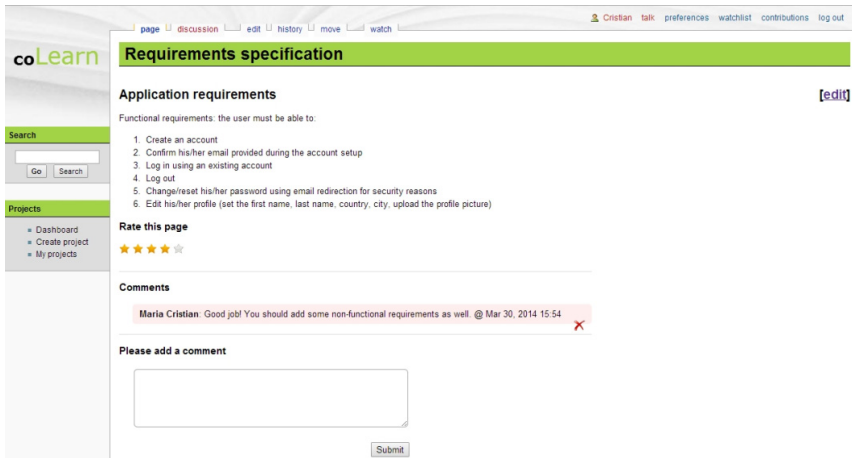 Cristian talk preferences watchlist contributions log out
page discussion edit history move watch
coLearn
Requirements specification
Application requirements [edit]
Functional requirements: the user must be able to:
1. Create an account
2. Confirm his/her email provided during the account setup
3. Log in using an existing account
4. Log out
5. Change/reset his/her password using email redirection for security reasons
6. Edit his/her profile (set the first name, last name, country, city, upload the profile picture)
Search
Go Search
Projects
Dashboard
Create project
My projects
Rate this page
Comments
Maria Cristian: Good job! You should add some non-functional requirements as well. @ Mar 30, 2014 15:54
Please add a comment
Submit